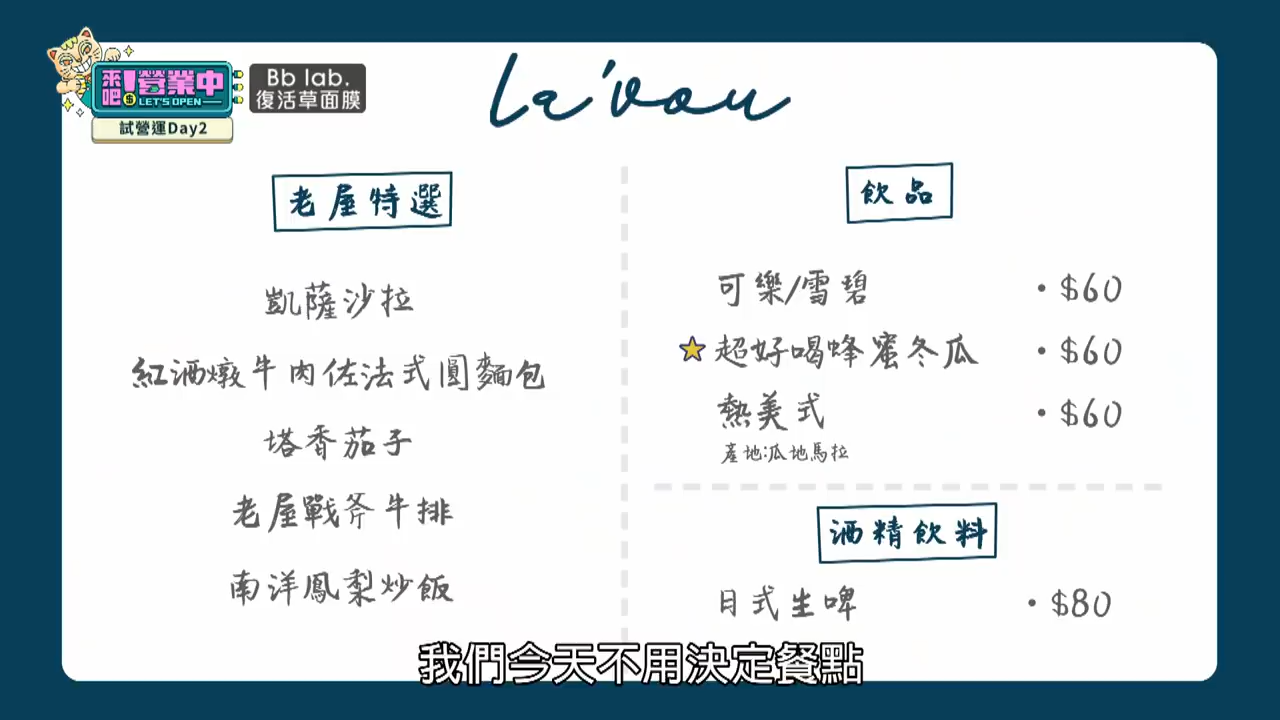 來吧!營業中
LET'S OPEN
試營運Day2
Bb lab.
復活草面膜
La'vou
老屋特選
凱薩沙拉
紅酒燉牛肉佐法式圓麵包
塔香茄子
老屋戰斧牛排
南洋鳳梨炒飯
飲品
可樂/雪碧 •$60
超好喝蜂蜜冬瓜 •$60
熱美式 •$60
產地:瓜地馬拉
酒精飲料
日式生啤 •$80
我們今天不用決定餐點